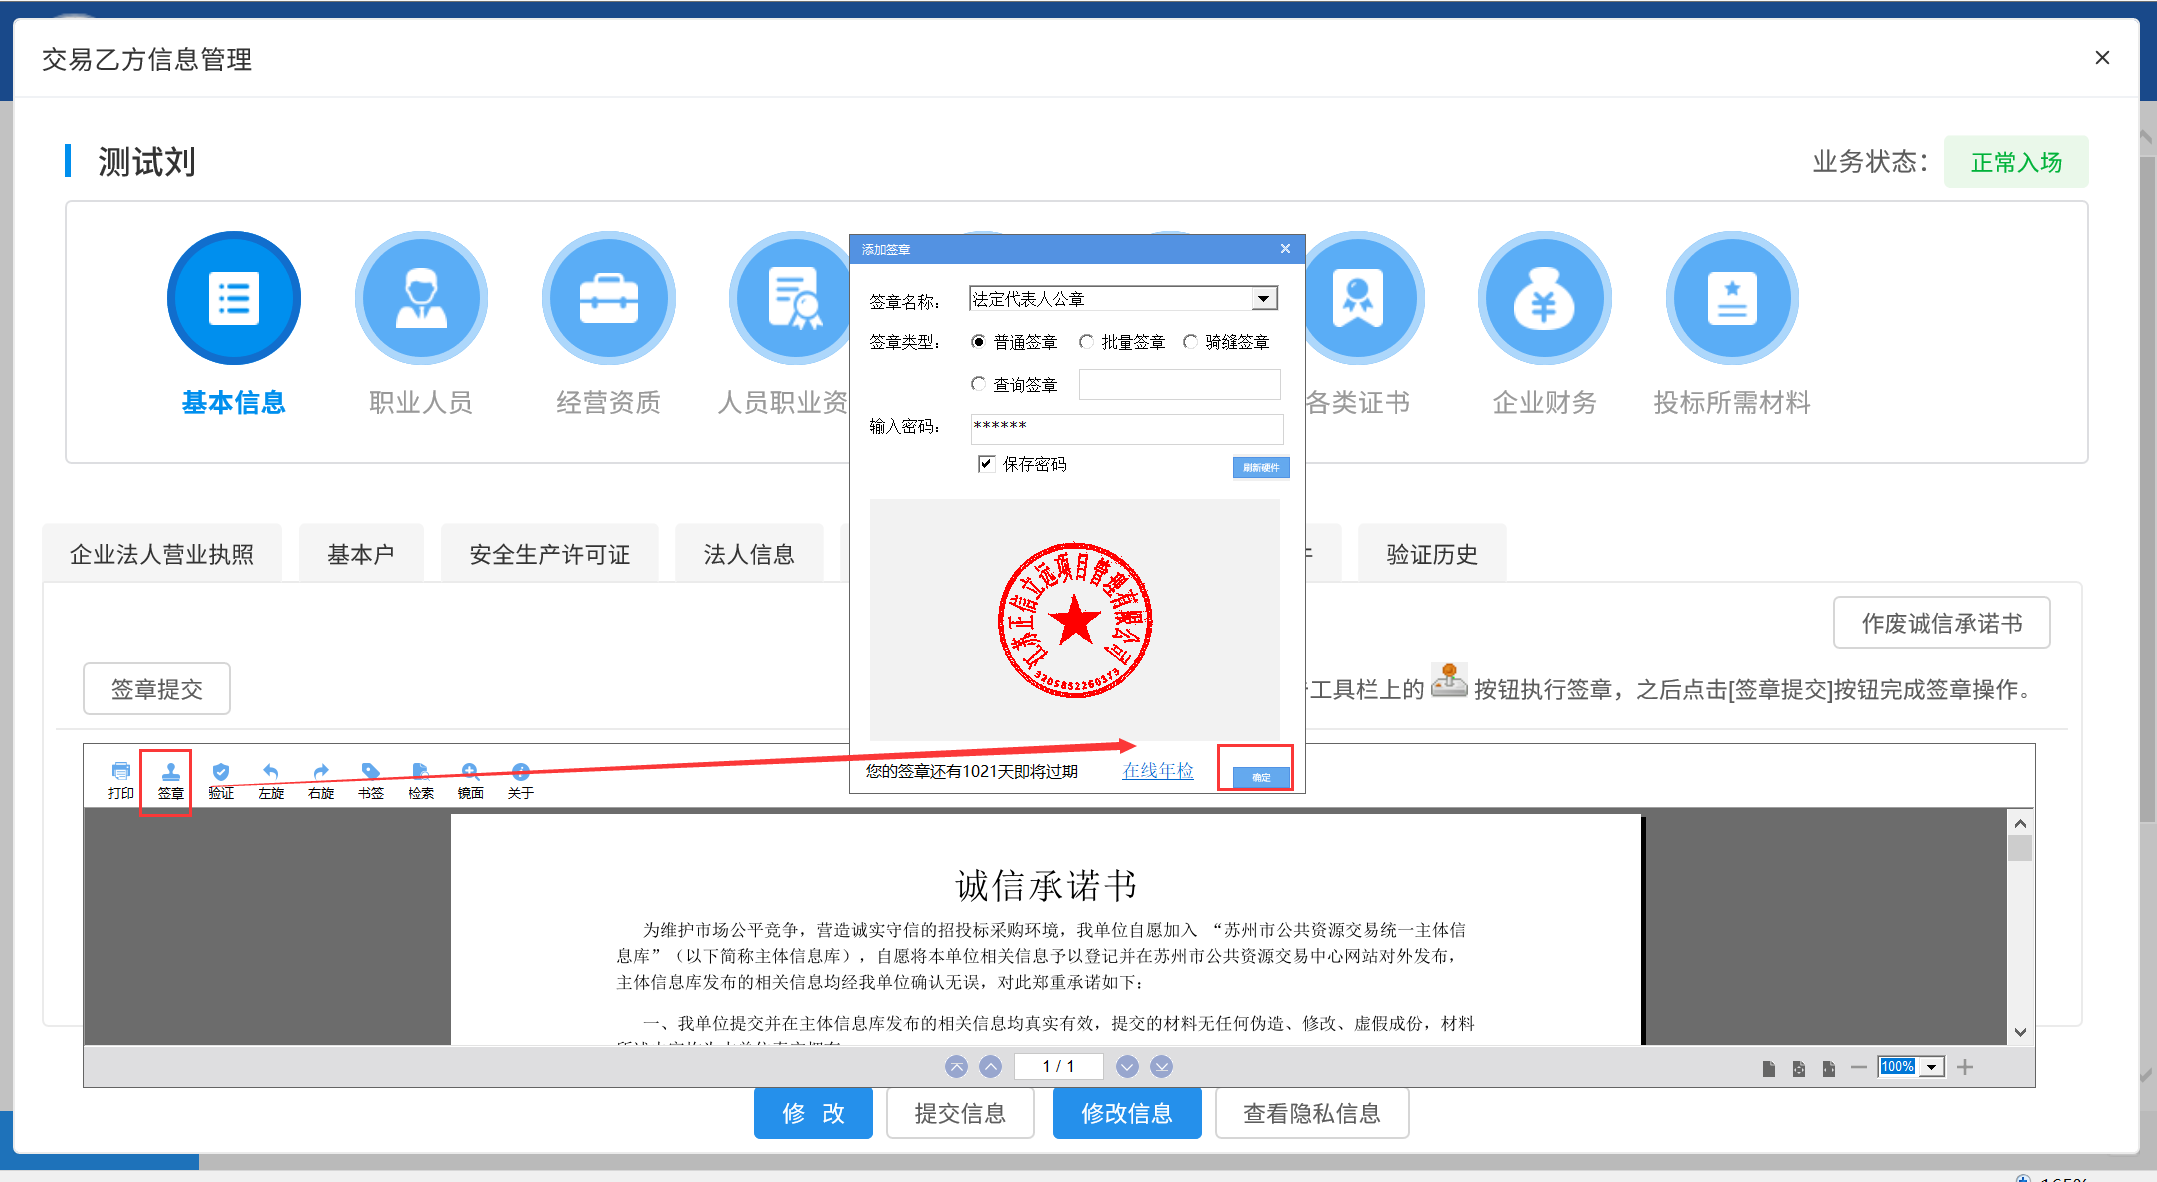 交易乙方信息管理
测试刘
业务状态：
正常入场
基本信息
职业人员
经营资质
人员职业资
各类证书
企业财务
投标所需材料
添加签章
签章名称：
法定代表人公章
签章类型：
普通签章
批量签章
骑缝签章
查询签章
输入密码：
******
保存密码
刷新硬件
江苏正信立远项目管理有限公司
3205852260373
您的签章还有1021天即将过期
在线年检
确定
企业法人营业执照
基本户
安全生产许可证
法人信息
验证历史
作废诚信承诺书
签章提交
工具栏上的
按钮执行签章，之后点击[签章提交]按钮完成签章操作。
打印
签章
验证
左旋
右旋
书签
检索
镜面
关于
诚信承诺书
为维护市场公平竞争，营造诚实守信的招投标采购环境，我单位自愿加入 “苏州市公共资源交易统一主体信
息库”（以下简称主体信息库），自愿将本单位相关信息予以登记并在苏州市公共资源交易中心网站对外发布，
主体信息库发布的相关信息均经我单位确认无误，对此郑重承诺如下：
一、我单位提交并在主体信息库发布的相关信息均真实有效，提交的材料无任何伪造、修改、虚假成份，材料
1 / 1
100%
修 改
提交信息
修改信息
查看隐私信息